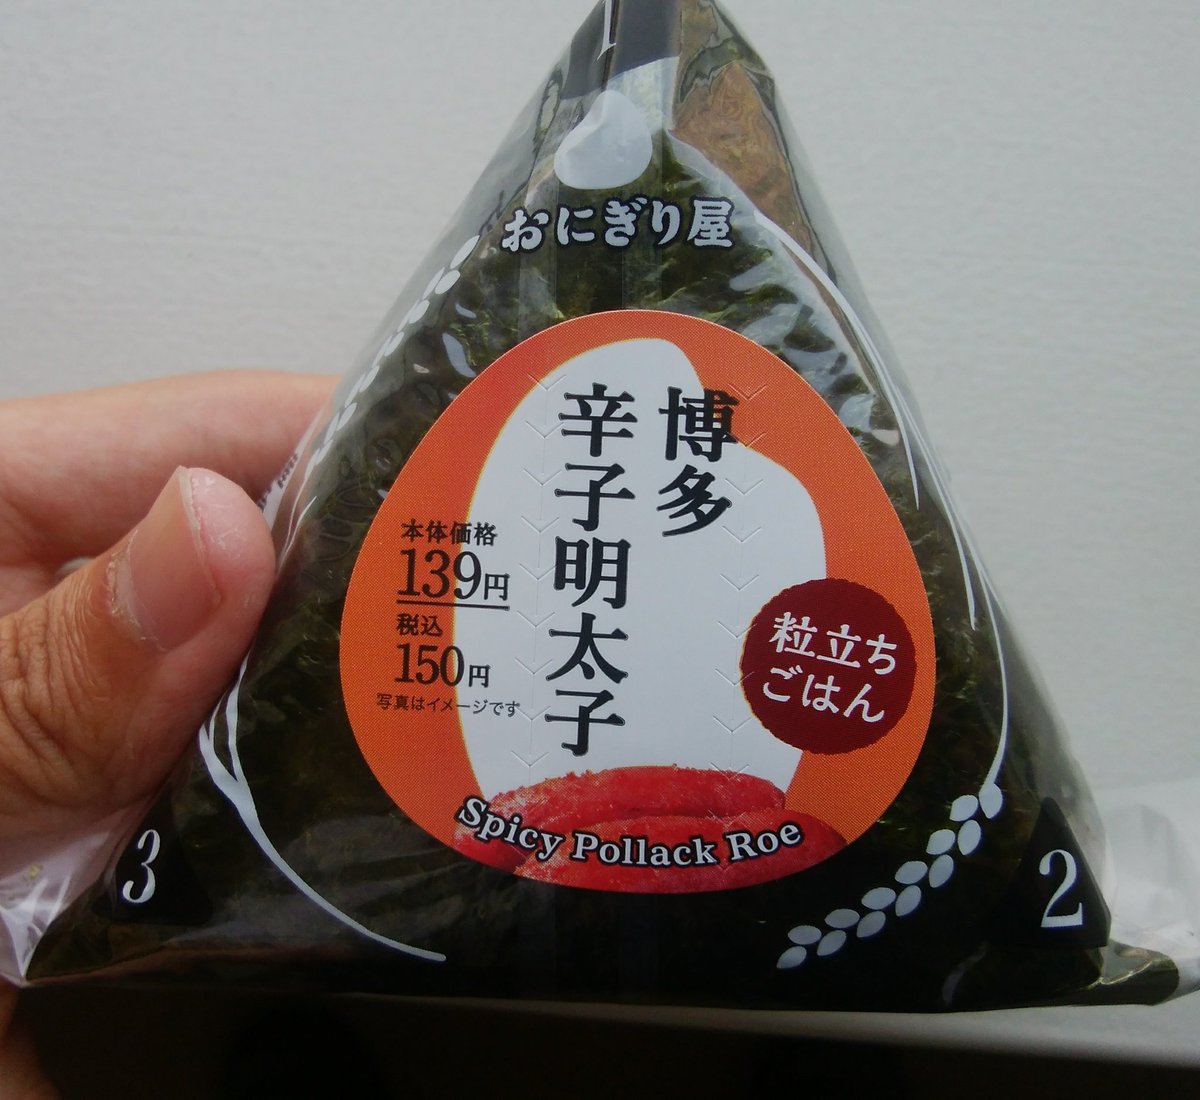 1
おにぎり屋
博多
辛子明太子
本体価格
139円
税込
150円
写真はイメージです
粒立ち
ごはん
Spicy Pollack Roe
3
2